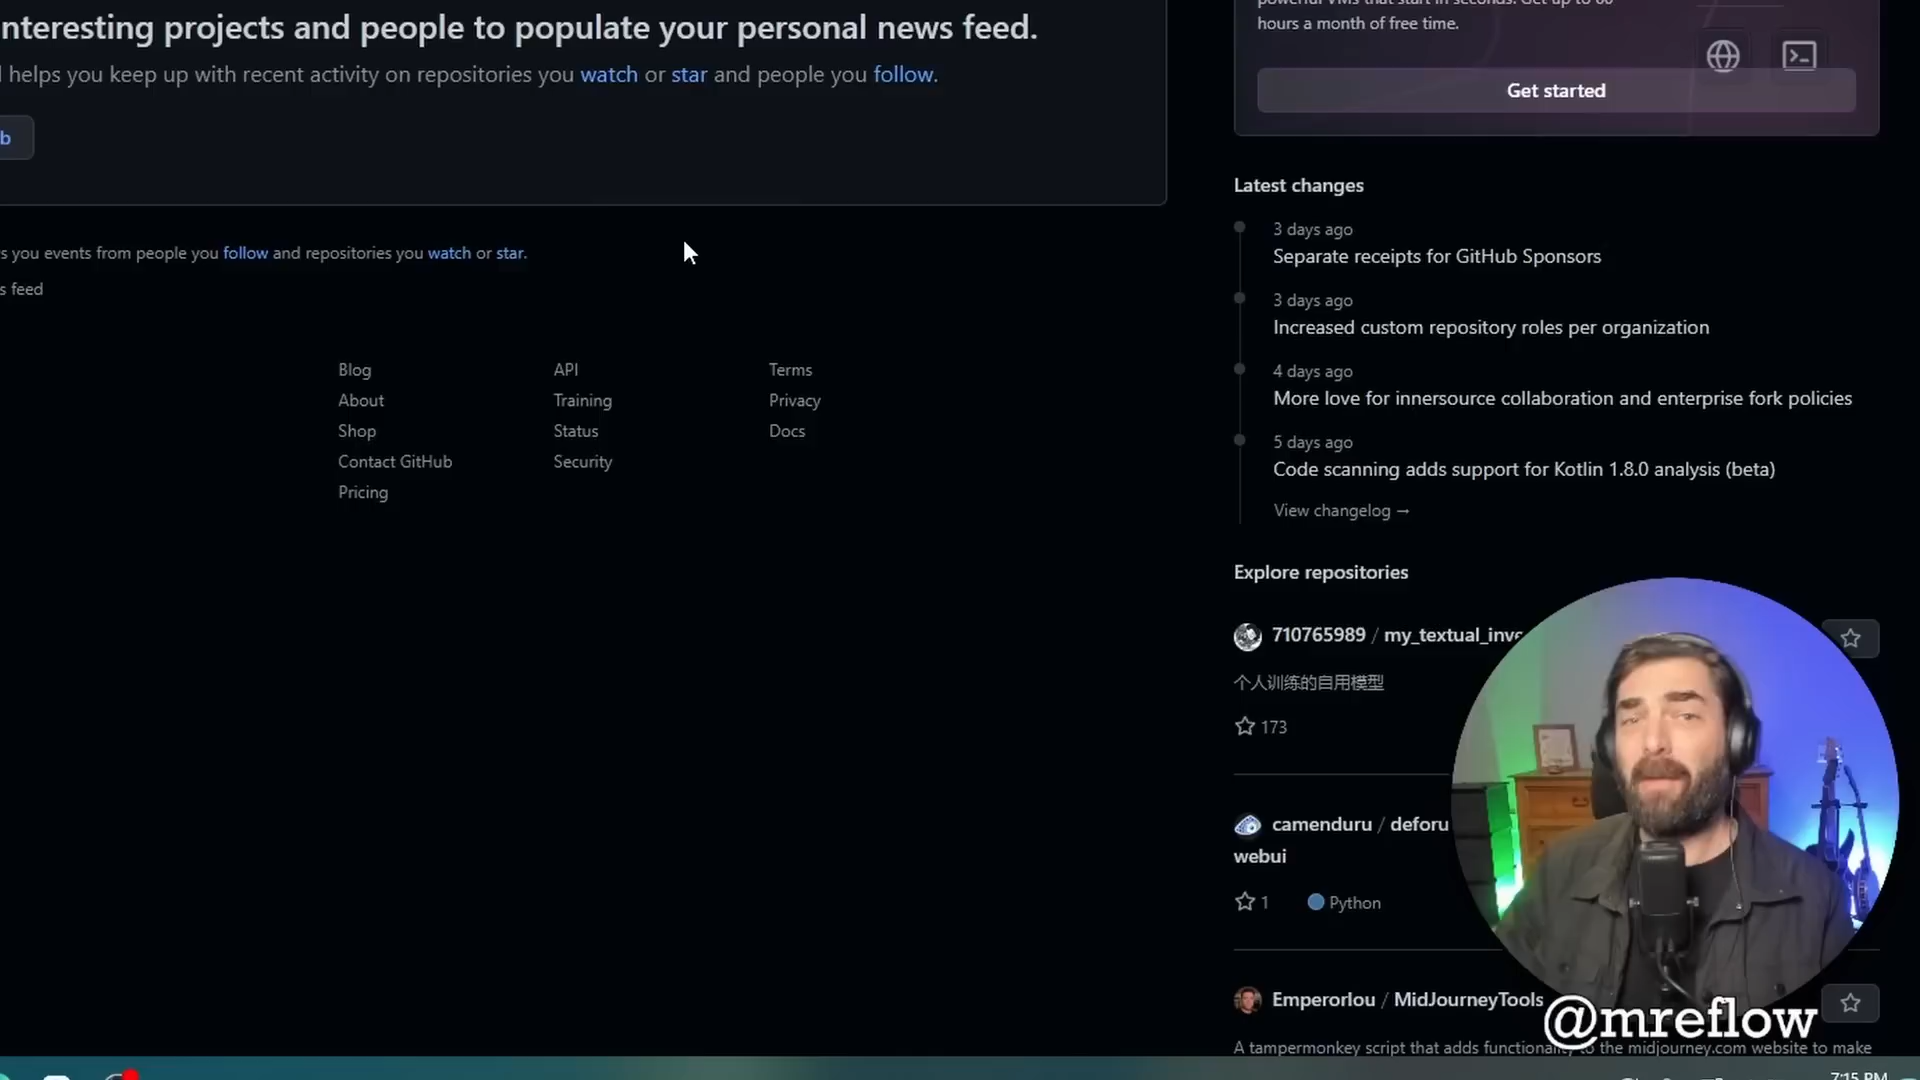 nteresting projects and people to populate your personal news feed.
helps you keep up with recent activity on repositories you watch or star and people you follow.
b
s you events from people you follow and repositories you watch or star.
s feed
Blog
About
Shop
Contact GitHub
Pricing
API
Training
Status
Security
Terms
Privacy
Docs
hours a month of free time.
Get started
Latest changes
3 days ago
Separate receipts for GitHub Sponsors
3 days ago
Increased custom repository roles per organization
4 days ago
More love for innersource collaboration and enterprise fork policies
5 days ago
Code scanning adds support for Kotlin 1.8.0 analysis (beta)
View changelog →
Explore repositories
710765989 / my_textual_inve
个人训练的自用模型
173
camenduru / deforu
webui
1 Python
Emperorlou / MidJourneyTools
@mreflow
A tampermonkey script that adds functionality to the midjourney.com website to make
7:15 PM